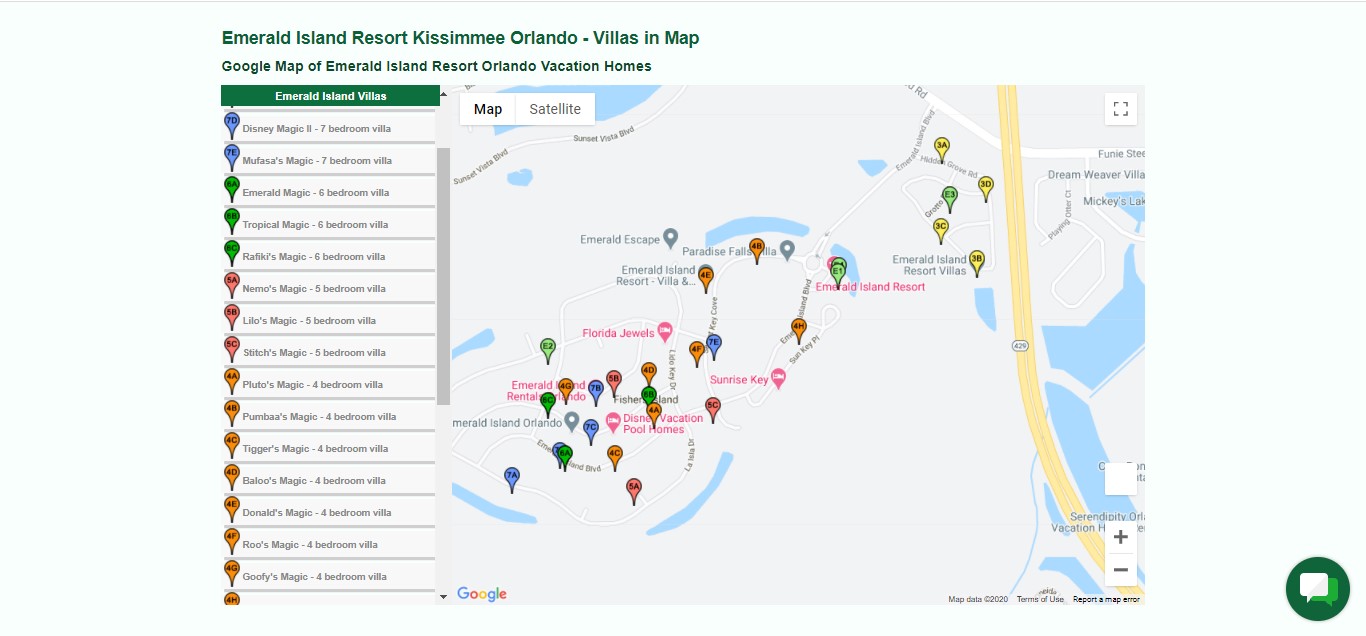 Emerald Island Resort Kissimmee Orlando - Villas in Map
Google Map of Emerald Island Resort Orlando Vacation Homes
Emerald Island Villas
7D Disney Magic II - 7 bedroom villa
7E Mufasa's Magic - 7 bedroom villa
6A Emerald Magic - 6 bedroom villa
6B Tropical Magic - 6 bedroom villa
6C Rafiki's Magic - 6 bedroom villa
5A Nemo's Magic - 5 bedroom villa
5B Lilo's Magic - 5 bedroom villa
5C Stitch's Magic - 5 bedroom villa
4A Pluto's Magic - 4 bedroom villa
4B Pumbaa's Magic - 4 bedroom villa
4C Tigger's Magic - 4 bedroom villa
4D Baloo's Magic - 4 bedroom villa
4E Donald's Magic - 4 bedroom villa
4F Roo's Magic - 4 bedroom villa
4G Goofy's Magic - 4 bedroom villa
4H
Map Satellite
Rd
Sunset Vista Blvd
Sunset Vista Blvd
Emerald Island Blvd
3A
Hidden Grove Rd
Funie Stee
Dream Weaver Villa
3D
Mickey's Lak
E3
Grotto
Playing Otter Ct
3C
Emerald Escape
4B
Paradise Falls
3B
Emerald Island
Resort Villas
Emerald Island
Resort - Villa &...
4E
E1
Emerald Island Resort
Key Cove
Island Blvd
4H
Sun Key Pl
Florida Jewels
429
E2
4F
7E
Lido Key Dr
4D
5B
Sunrise Key
4G
7B
Emerald
6C
6B
4A
5C
emerald Island Orlando
7C
Disney Vacation
Pool Homes
6A
4C
La Isla Dr
7A
5A
Serendipity Orla
Vacation H
Google
Map data ©2020 Terms of Use Report a map error